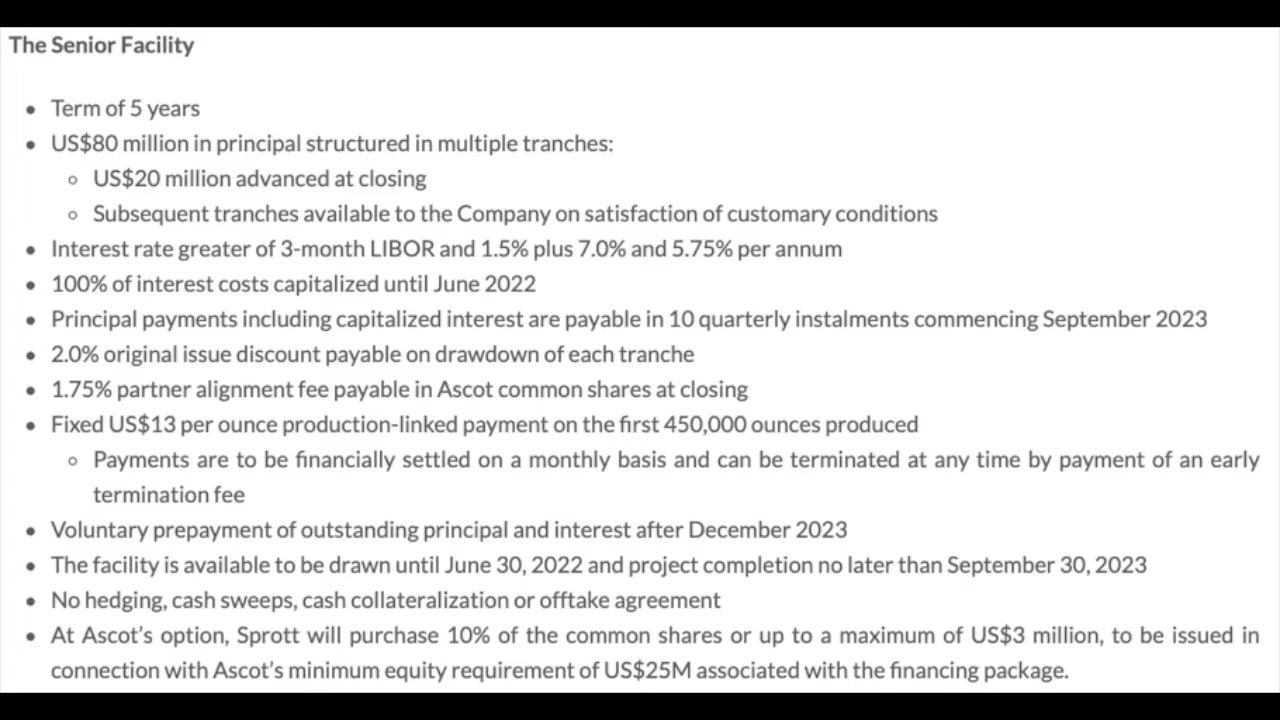 The Senior Facility
• Term of 5 years
• US$80 million in principal structured in multiple tranches:
◦ US$20 million advanced at closing
◦ Subsequent tranches available to the Company on satisfaction of customary conditions
• Interest rate greater of 3-month LIBOR and 1.5% plus 7.0% and 5.75% per annum
• 100% of interest costs capitalized until June 2022
• Principal payments including capitalized interest are payable in 10 quarterly instalments commencing September 2023
• 2.0% original issue discount payable on drawdown of each tranche
• 1.75% partner alignment fee payable in Ascot common shares at closing
• Fixed US$13 per ounce production-linked payment on the first 450,000 ounces produced
◦ Payments are to be financially settled on a monthly basis and can be terminated at any time by payment of an early
termination fee
• Voluntary prepayment of outstanding principal and interest after December 2023
• The facility is available to be drawn until June 30, 2022 and project completion no later than September 30, 2023
• No hedging, cash sweeps, cash collateralization or offtake agreement
• At Ascot's option, Sprott will purchase 10% of the common shares or up to a maximum of US$3 million, to be issued in
connection with Ascot's minimum equity requirement of US$25M associated with the financing package.